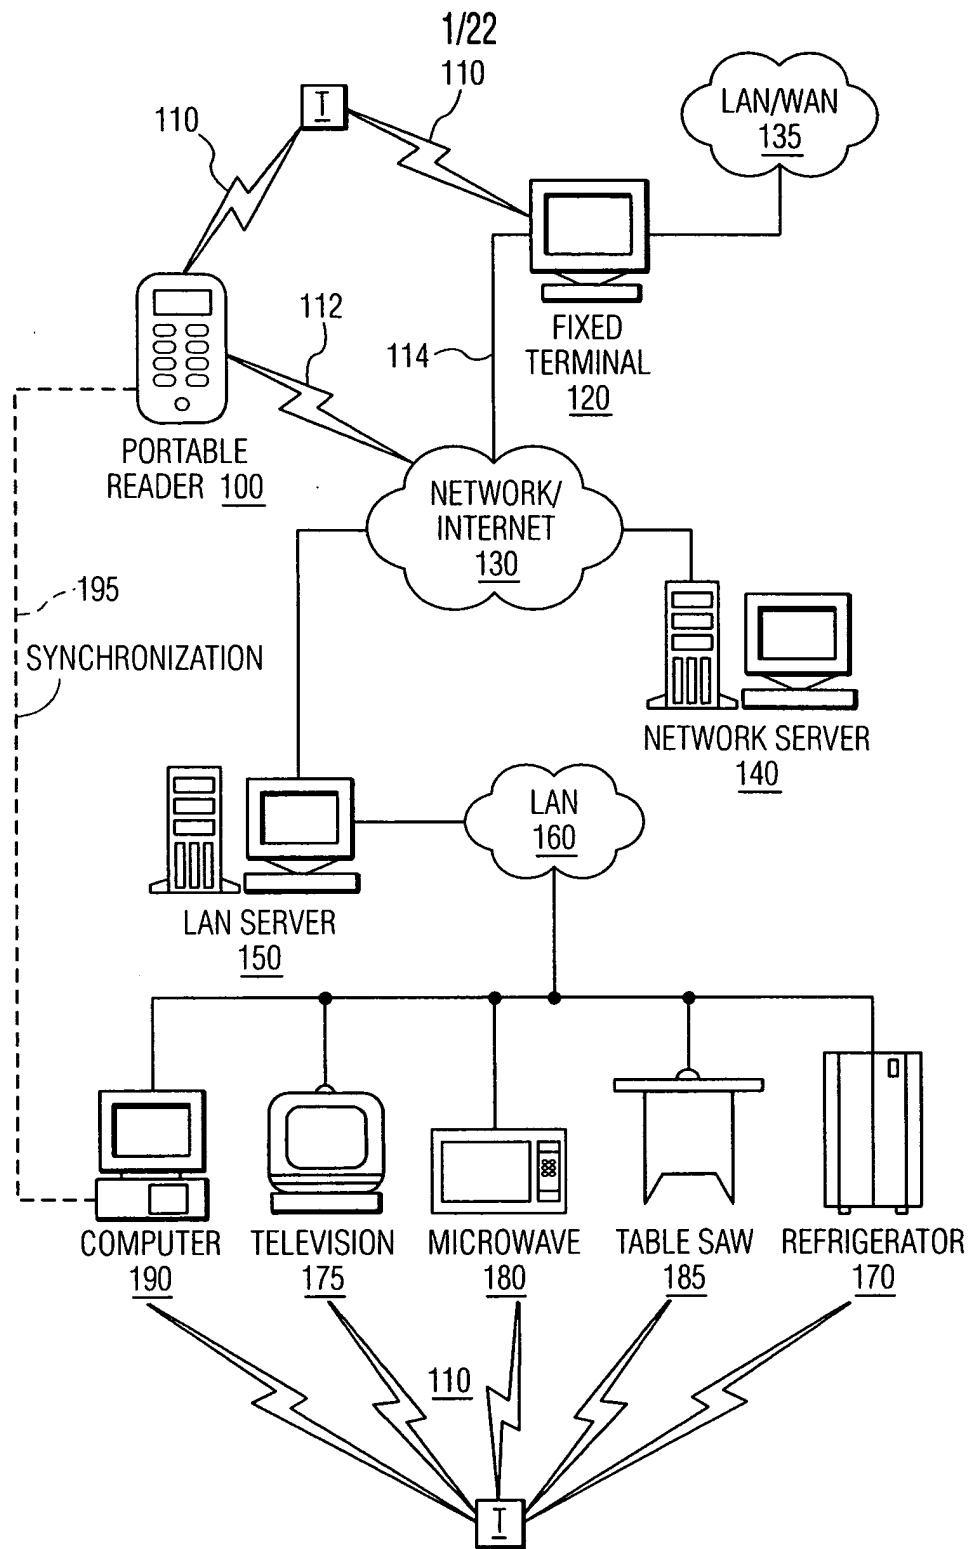 1/22
110
T
110
LAN/WAN
135
FIXED
TERMINAL
120
112
114
PORTABLE
READER 100
NETWORK/
INTERNET
130
195
SYNCHRONIZATION
NETWORK SERVER
140
LAN
160
LAN SERVER
150
COMPUTER
190
TELEVISION
175
MICROWAVE
180
TABLE SAW
185
REFRIGERATOR
170
110
T